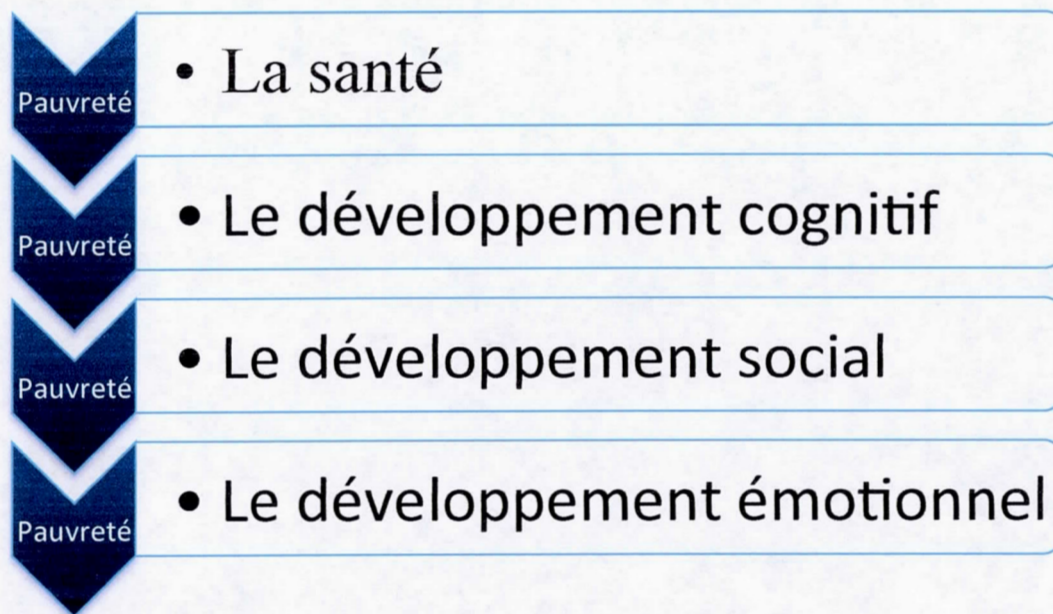 Pauvreté
• La santé
Pauvreté
• Le développement cognitif
Pauvreté
• Le développement social
Pauvreté
• Le développement émotionnel